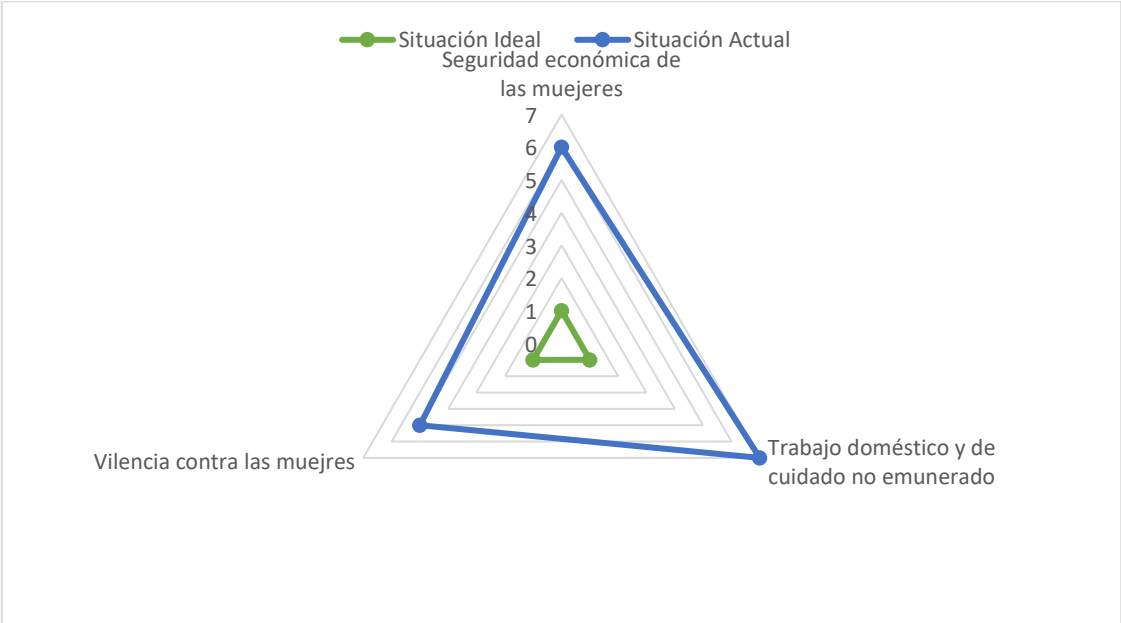 Situación Ideal
Situación Actual
Seguridad económica de
las muejeres
7
6
5
4
3
2
1
0
Trabajo doméstico y de
cuidado no emunerado
Vilencia contra las muejres